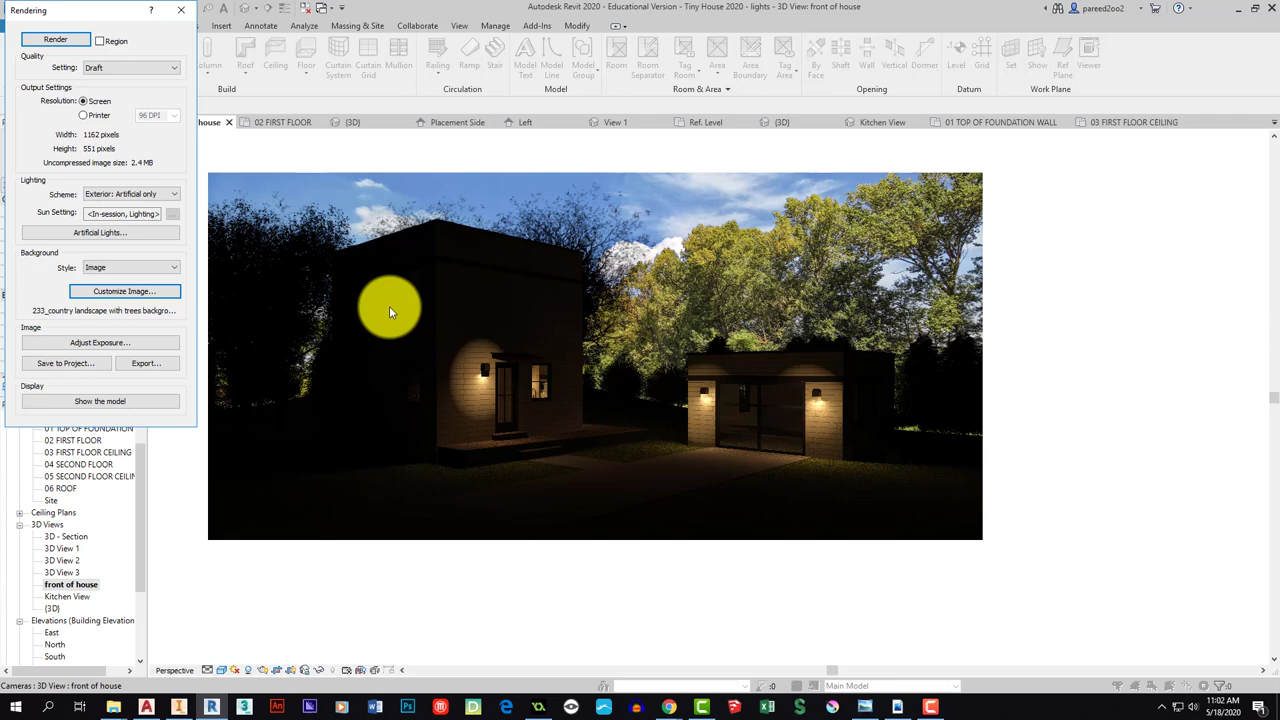 Rendering
?
Autodesk Revit 2020 - Educational Version - Tiny House 2020 - lights - 3D View: front of house
pareed2oo2
Insert Annotate Analyze Massing & Site Collaborate View Manage Add-Ins Modify
Render
Region
Quality
Setting: Draft
Output Settings
Resolution: Screen
Printer 96 DPI
Width: 1162 pixels
Height: 551 pixels
Uncompressed image size: 2.4 MB
Lighting
Scheme: Exterior: Artificial only
Sun Setting: <In-session, Lighting>
Artificial Lights...
Background
Style: Image
Customize Image...
233_country landscape with trees backgro...
Image
Adjust Exposure...
Save to Project... Export...
Display
Show the model
Column Roof Ceiling Curtain System Curtain Grid Mullion Railing Ramp Stair Model Text Model Line Model Group Room Room Separator Tag Room Area Area Boundary Tag Area By Face Shaft Wall Vertical Dormer Level Grid Set Show Ref Plane Viewer
Build Circulation Model Room & Area Opening Datum Work Plane
house 02 FIRST FLOOR {3D} Placement Side Left View 1 Ref. Level {3D} Kitchen View 01 TOP OF FOUNDATION WALL 03 FIRST FLOOR CEILING
01 TOP OF FOUNDATION
02 FIRST FLOOR
03 FIRST FLOOR CEILING
04 SECOND FLOOR
05 SECOND FLOOR CEILIN
06 ROOF
Site
Ceiling Plans
3D Views
3D - Section
3D View 1
3D View 2
3D View 3
front of house
Kitchen View
{3D}
Elevations (Building Elevation
East
North
South
Perspective
Cameras : 3D View : front of house
:0
Main Model
:0
11:02 AM
5/18/2020